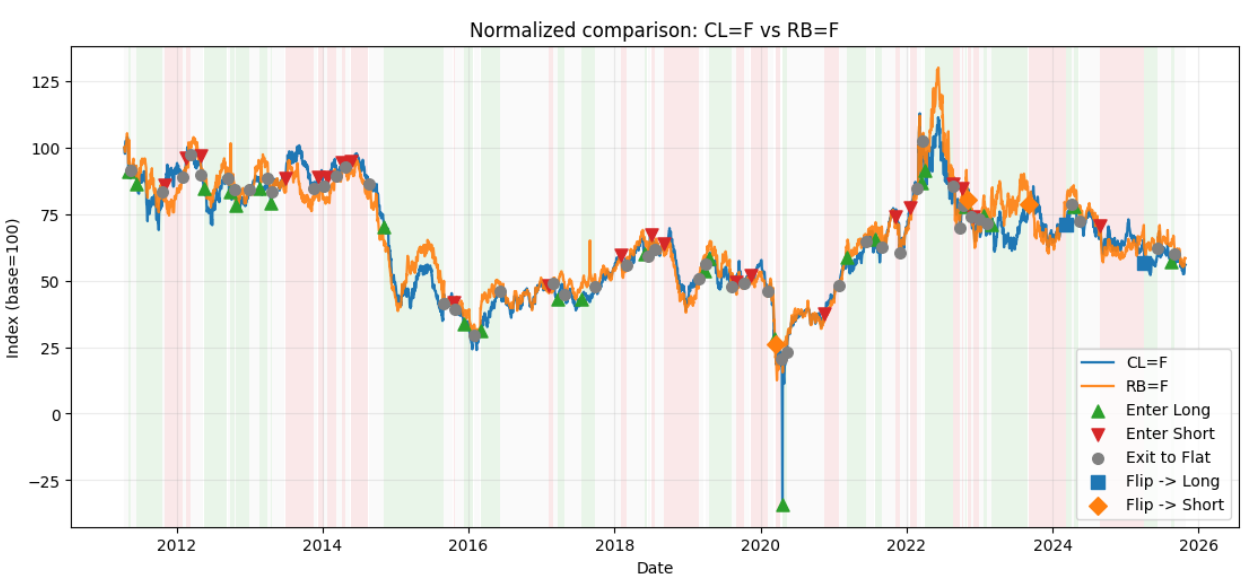 Normalized comparison: CL=F vs RB=F
Index (base=100)
125
100
75
50
25
0
−25
CL=F
RB=F
Enter Long
Enter Short
Exit to Flat
Flip -> Long
Flip -> Short
2012 2014 2016 2018 2020 2022 2024 2026
Date